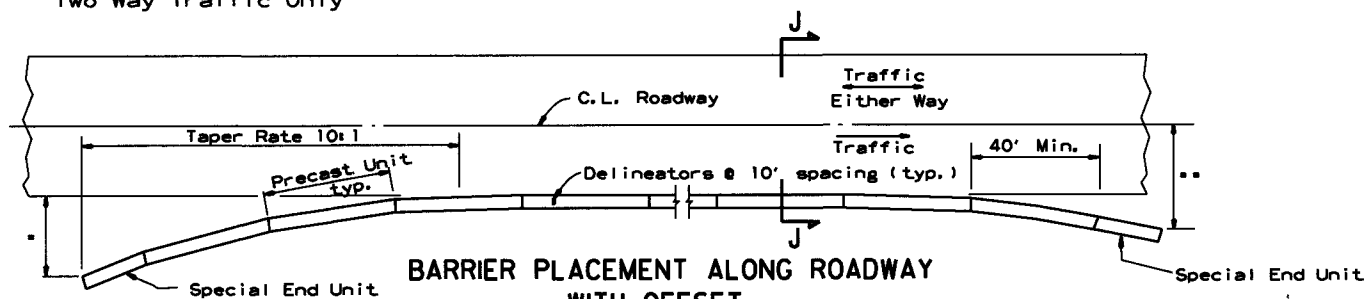 Two Way Traffic Only
J
Traffic
Either Way
C.L. Roadway
Taper Rate 10:1
Traffic
40' Min.
**
Precast Unit
typ.
Delineators @ 10' spacing (typ.)
*
J
BARRIER PLACEMENT ALONG ROADWAY
WITH OFFSET
Special End Unit
Special End Unit